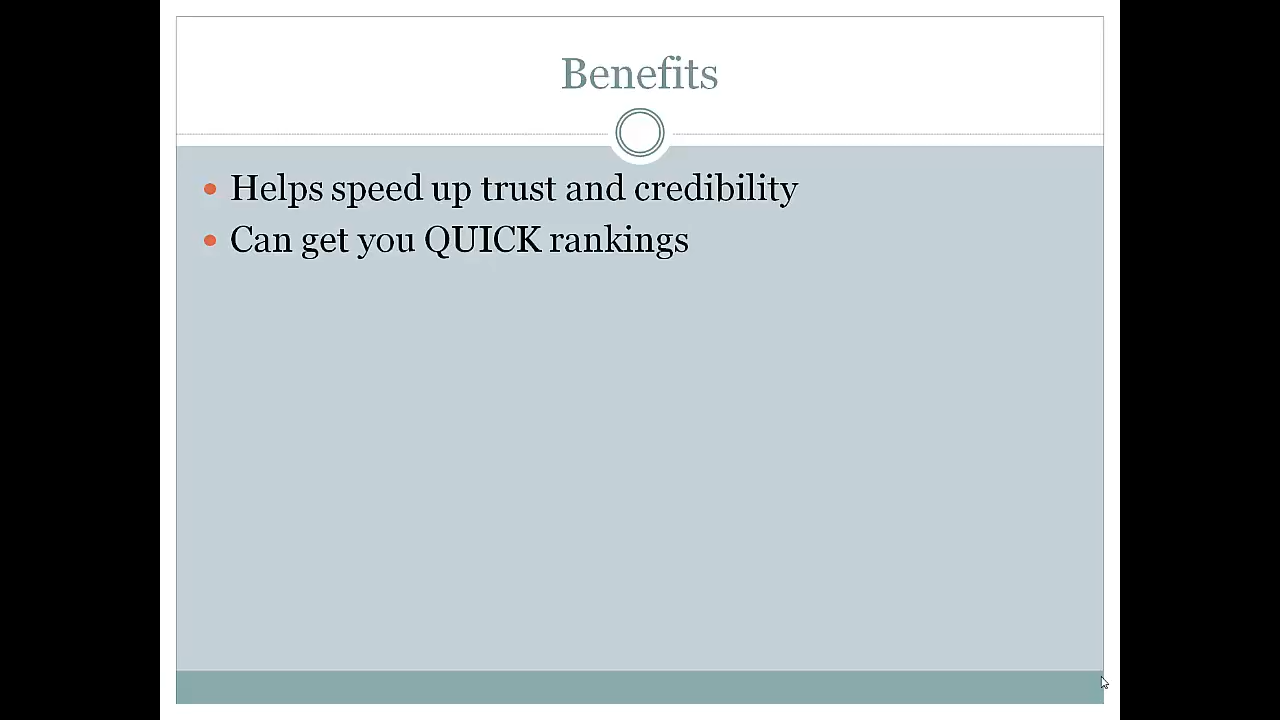 Benefits
Helps speed up trust and credibility
Can get you QUICK rankings